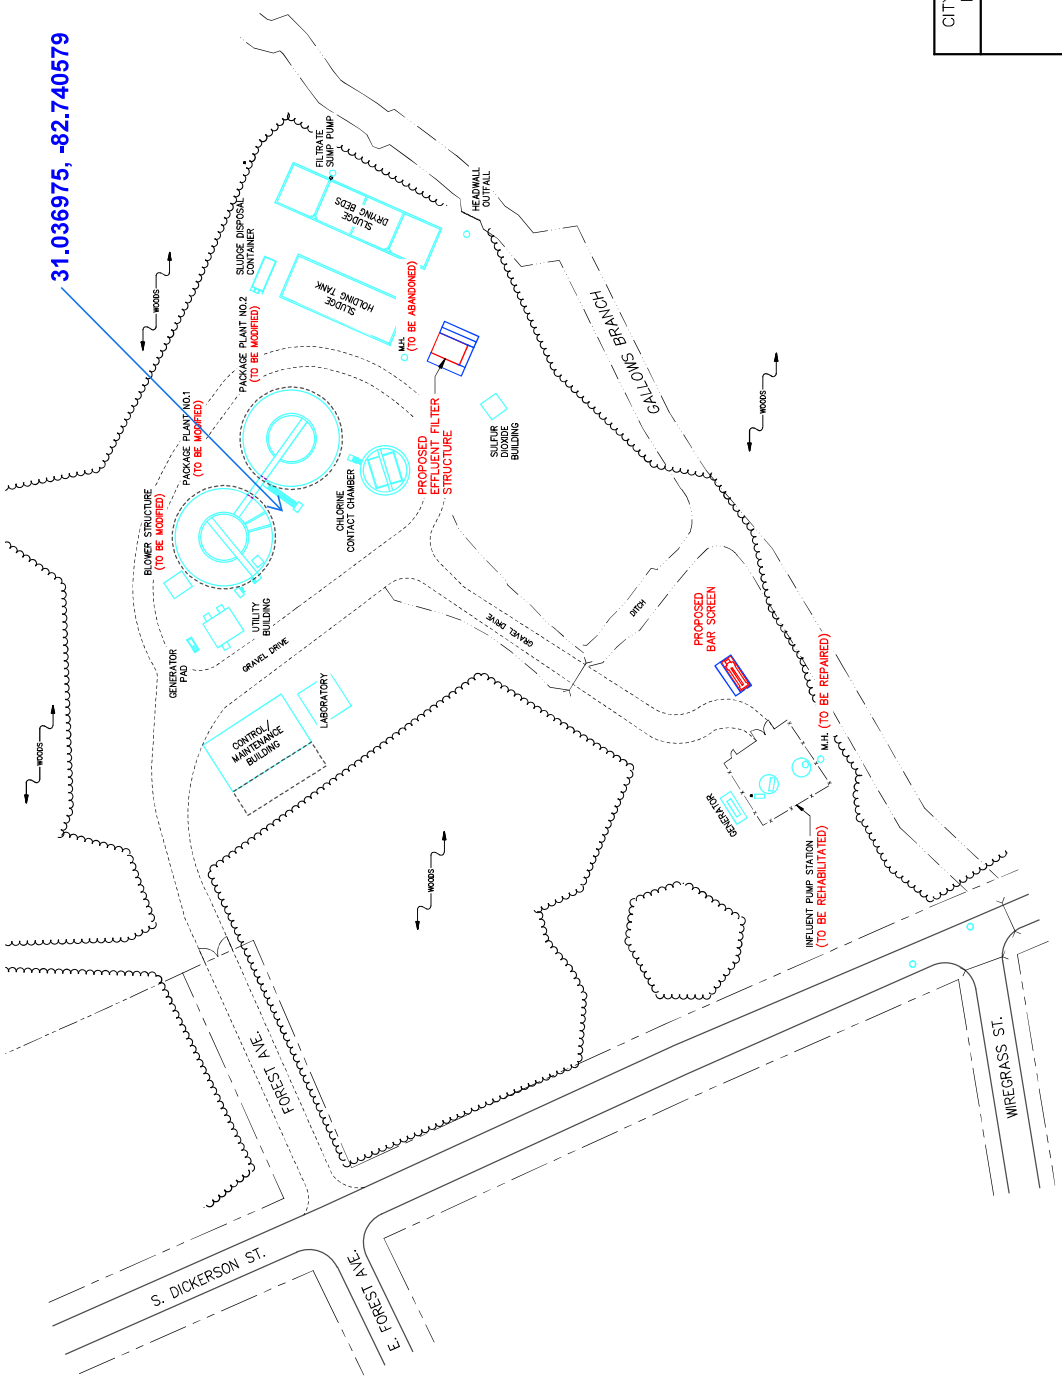 CITY
31.036975, -82.740579
FILTRATE
SUMP PUMP
SLUDGE
DRYING BEDS
HEADWALL
OUTFALL
SLUDGE DISPOSAL
CONTAINER
SLUDGE
HOLDING TANK
WOODS
M.H.
(TO BE ABANDONED)
PACKAGE PLANT NO.2
(TO BE MODIFIED)
PACKAGE PLANT NO.1
(TO BE MODIFIED)
GALLOWS BRANCH
WOODS
PROPOSED
EFFLUENT FILTER
STRUCTURE
SULFUR
DIOXIDE
BUILDING
BLOWER STRUCTURE
(TO BE MODIFIED)
CHLORINE
CONTACT CHAMBER
UTILITY
BUILDING
GENERATOR
PAD
GRAVEL DRIVE
GRAVEL DRIVE
DITCH
PROPOSED
BAR SCREEN
LABORATORY
CONTROL/
MAINTENANCE
BUILDING
WOODS
M.H. (TO BE REPAIRED)
GENERATOR
WOODS
INFLUENT PUMP STATION
(TO BE REHABILITATED)
FOREST AVE.
WIREGRASS ST.
S. DICKERSON ST.
E. FOREST AVE.